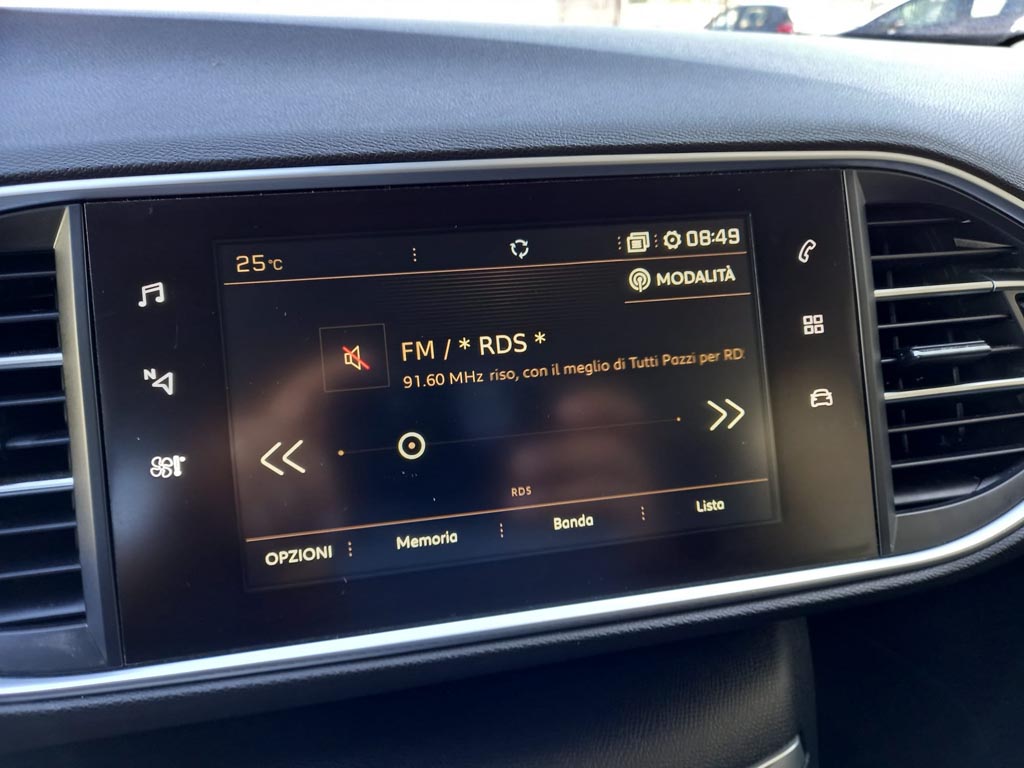 25°C
08:49
MODALITÀ
FM / * RDS *
91.60 MHz riso, con il meglio di Tutti Pazzi per RD
N
RDS
OPZIONI Memoria Banda Lista